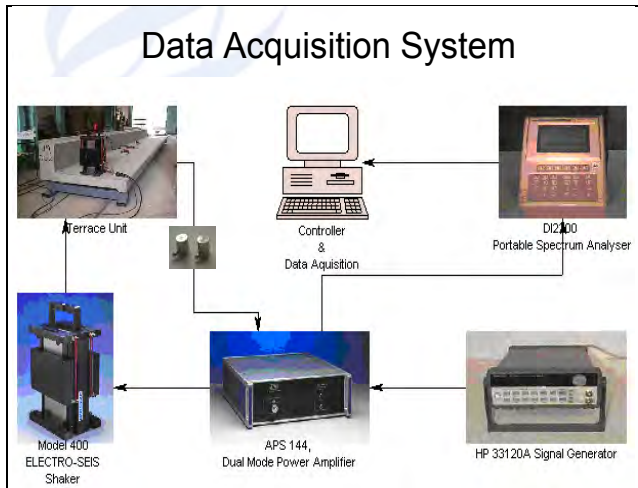 Data Acquisition System
Terrace Unit
Controller
&
Data Aquisition
DI2200
Portable Spectrum Analyser
Model 400
ELECTRO-SEIS
Shaker
APS 144,
Dual Mode Power Amplifier
HP 33120A Signal Generator